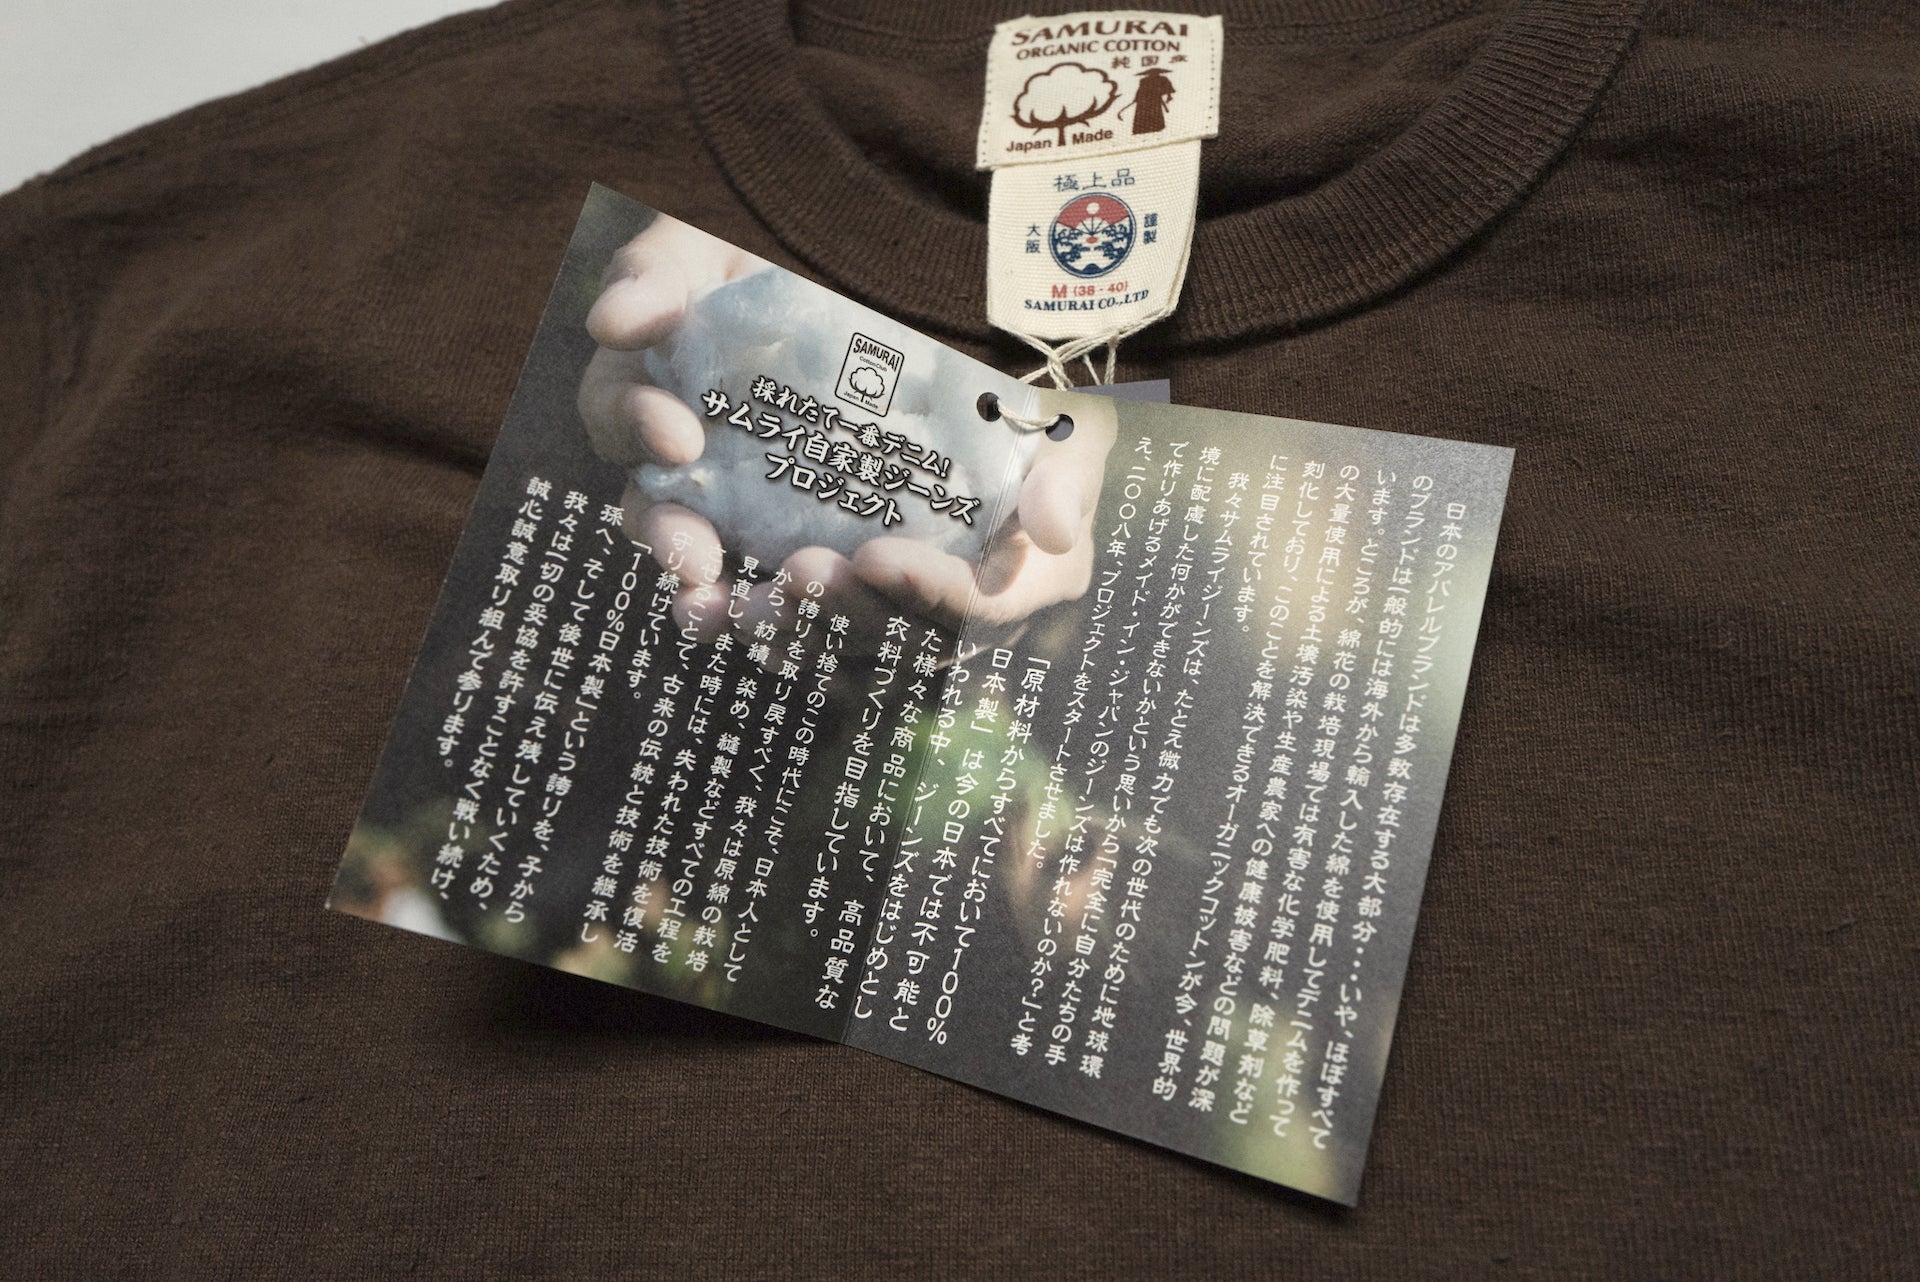 SAMURAI
ORGANIC COTTON
純国産
Japan Made
極上品
大阪
謹製
M (38 - 40)
SAMURAI CO.,LTD
SAMURAI
CottonClub
Japan Made
採れたて一番デニム!
サムライ自家製ジーンズ
プロジェクト
日本のアパレルブランドは多数存在する大部分・・・いや、ほぼすべて
のブランドは一般的には海外から輸入した綿を使用してデニムを作って
います。ところが、綿花の栽培現場では有害な化学肥料、除草剤など
の大量使用による土壌汚染や生産農家への健康被害などの問題が深
刻化しており、このことを解決できるオーガニックコットンが今、世界的
に注目されています。
我々サムライジーンズは、たとえ微力でも次の世代のために地球環
境に配慮した何かができないかという思いから「完全に自分たちの手
で作りあげるメイド・イン・ジャパンのジーンズは作れないのか?」と考
え、二〇〇八年、プロジェクトをスタートさせました。
「原材料からすべてにおいて100%
日本製」は今の日本では不可能と
いわれる中、ジーンズをはじめとし
た様々な商品において、高品質な
衣料づくりを目指しています。
使い捨てのこの時代にこそ、日本人として
の誇りを取り戻すべく、我々は原綿の栽培
から、紡績、染め、縫製などすべての工程を
見直し、また時には、失われた技術を復活
させることで、古来の伝統と技術を継承し
守り続けています。
「100%日本製」という誇りを、子から
孫へ、そして後世に伝え残していくため、
我々は一切の妥協を許すことなく戦い続け、
誠心誠意取り組んで参ります。